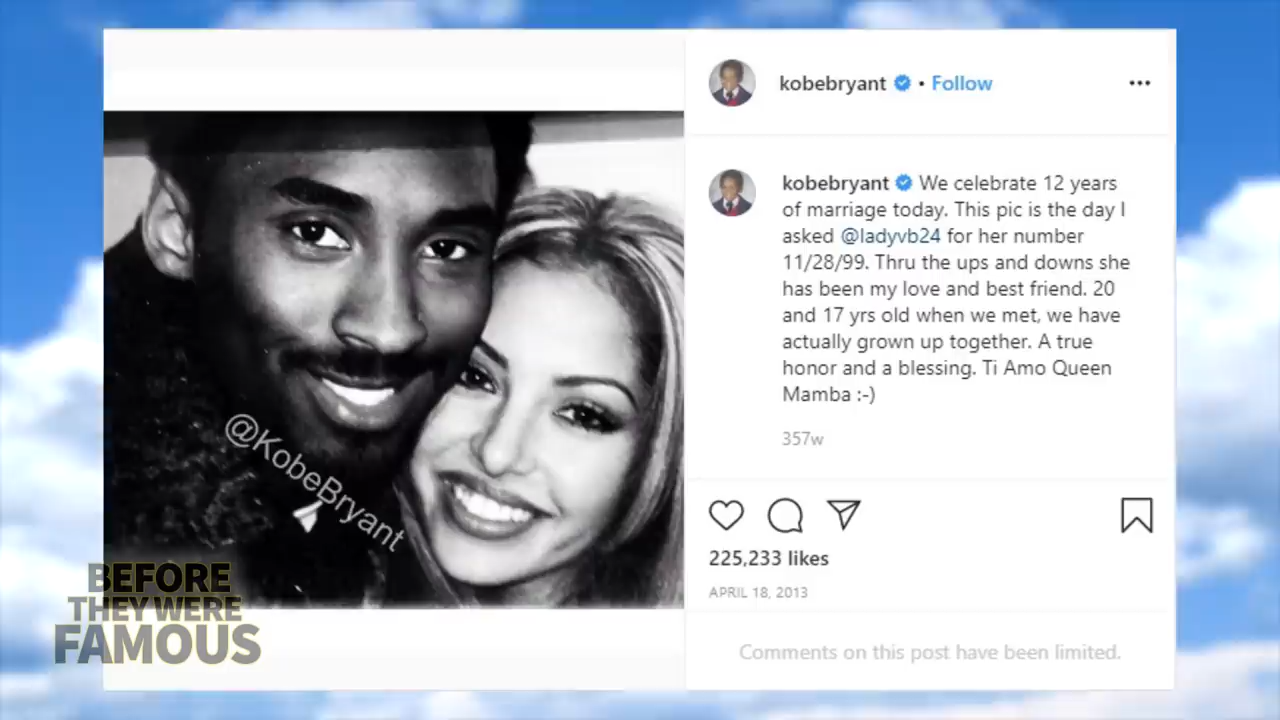 kobebryant • Follow
kobebryant We celebrate 12 years
of marriage today. This pic is the day I
asked @ladyvb24 for her number
11/28/99. Thru the ups and downs she
has been my love and best friend. 20
and 17 yrs old when we met, we have
actually grown up together. A true
honor and a blessing. Ti Amo Queen
Mamba :-)
357w
225,233 likes
APRIL 18, 2013
Comments on this post have been limited.
@KobeBryant
BEFORE
THEY WERE
FAMOUS